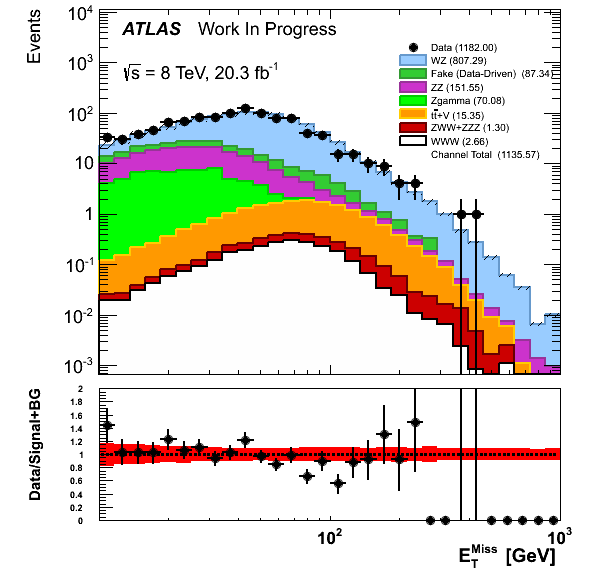 ATLAS Work In Progress
√s = 8 TeV, 20.3 fb⁻¹
Events
10⁴
10³
10²
10
1
10⁻¹
10⁻²
10⁻³
Data (1182.00)
WZ (807.29)
Fake (Data-Driven) (87.34)
ZZ (151.55)
Zgamma (70.08)
tt̄+V (15.35)
ZWW+ZZZ (1.30)
WWW (2.66)
Channel Total (1135.57)
Data/Signal+BG
2
1.8
1.6
1.4
1.2
1
0.8
0.6
0.4
0.2
0
10²
10³
E_T^Miss [GeV]